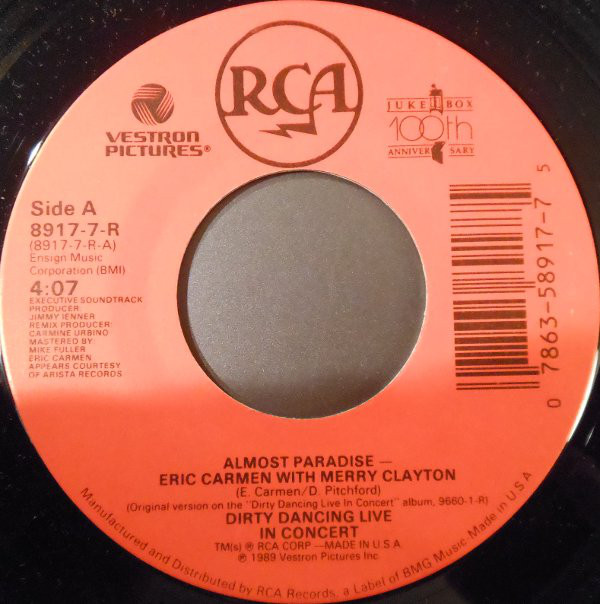 RCA
VESTRON
PICTURES®
JUKEBOX
100th
ANNIVERSARY
Side A
8917-7-R
(8917-7-R-A)
Ensign Music
Corporation (BMI)
4:07
EXECUTIVE SOUNDTRACK
PRODUCER:
JIMMY IENNER
REMIX PRODUCER:
CARMINE URBINO
MASTERED BY:
MIKE FULLER
ERIC CARMEN
APPEARS COURTESY
OF ARISTA RECORDS
0 7863-58917-7 5
ALMOST PARADISE —
ERIC CARMEN WITH MERRY CLAYTON
(E. Carmen/D. Pitchford)
(Original version on the "Dirty Dancing Live In Concert" album, 9660-1-R)
DIRTY DANCING LIVE
IN CONCERT
TM(s) ® RCA CORP —MADE IN U.S.A.
℗ 1989 Vestron Pictures Inc.
Manufactured and Distributed by RCA Records, a Label of BMG Music·Made in U.S.A